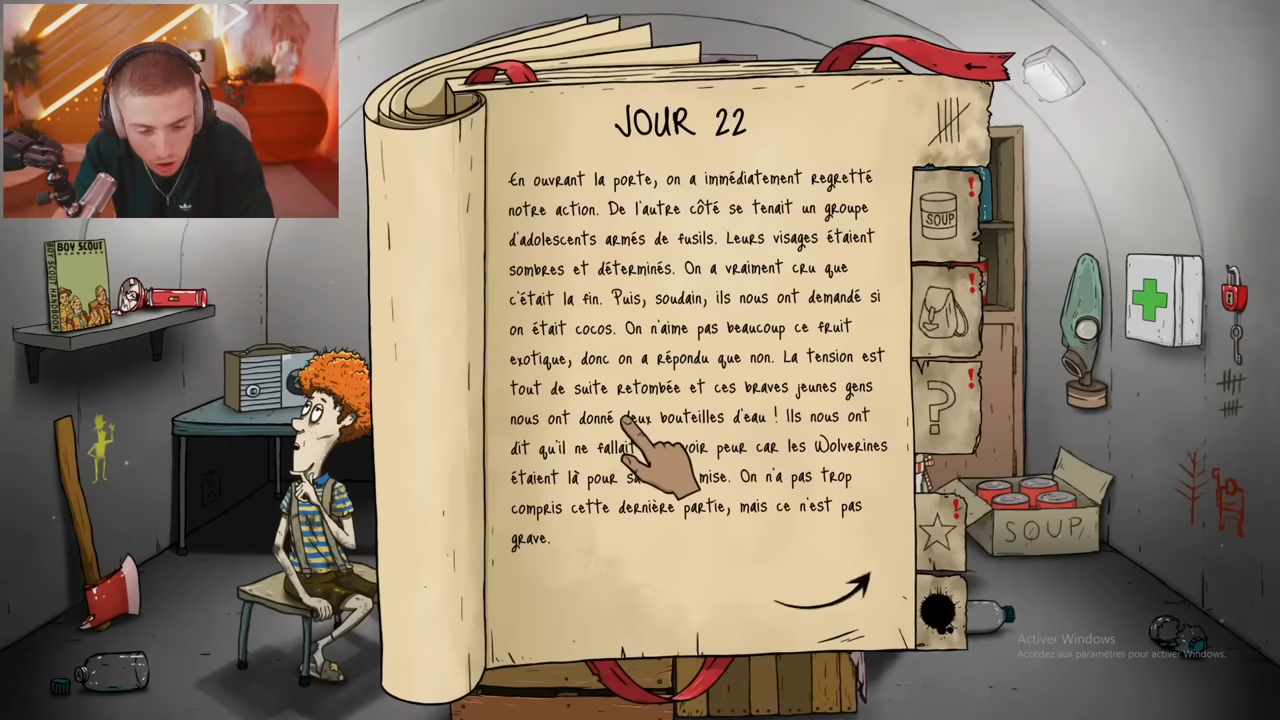 JOUR 22
En ouvrant la porte, on a immédiatement regretté
notre action. De l'autre côté se tenait un groupe
d'adolescents armés de fusils. Leurs visages étaient
sombres et déterminés. On a vraiment cru que
c'était la fin. Puis, soudain, ils nous ont demandé si
on était cocos. On n'aime pas beaucoup ce fruit
exotique, donc on a répondu que non. La tension est
tout de suite retombée et ces braves jeunes gens
nous ont donné deux bouteilles d'eau ! Ils nous ont
dit qu'il ne fallait voir peur car les Wolverines
étaient là pour mise. On n'a pas trop
compris cette dernière partie, mais ce n'est pas
grave.
SOUP
!
!
?
!
!
BOY SCOUT
BOY SCOUT HANDBOOK
SOUP
Activer Windows
Accédez aux paramètres pour activer Windows.